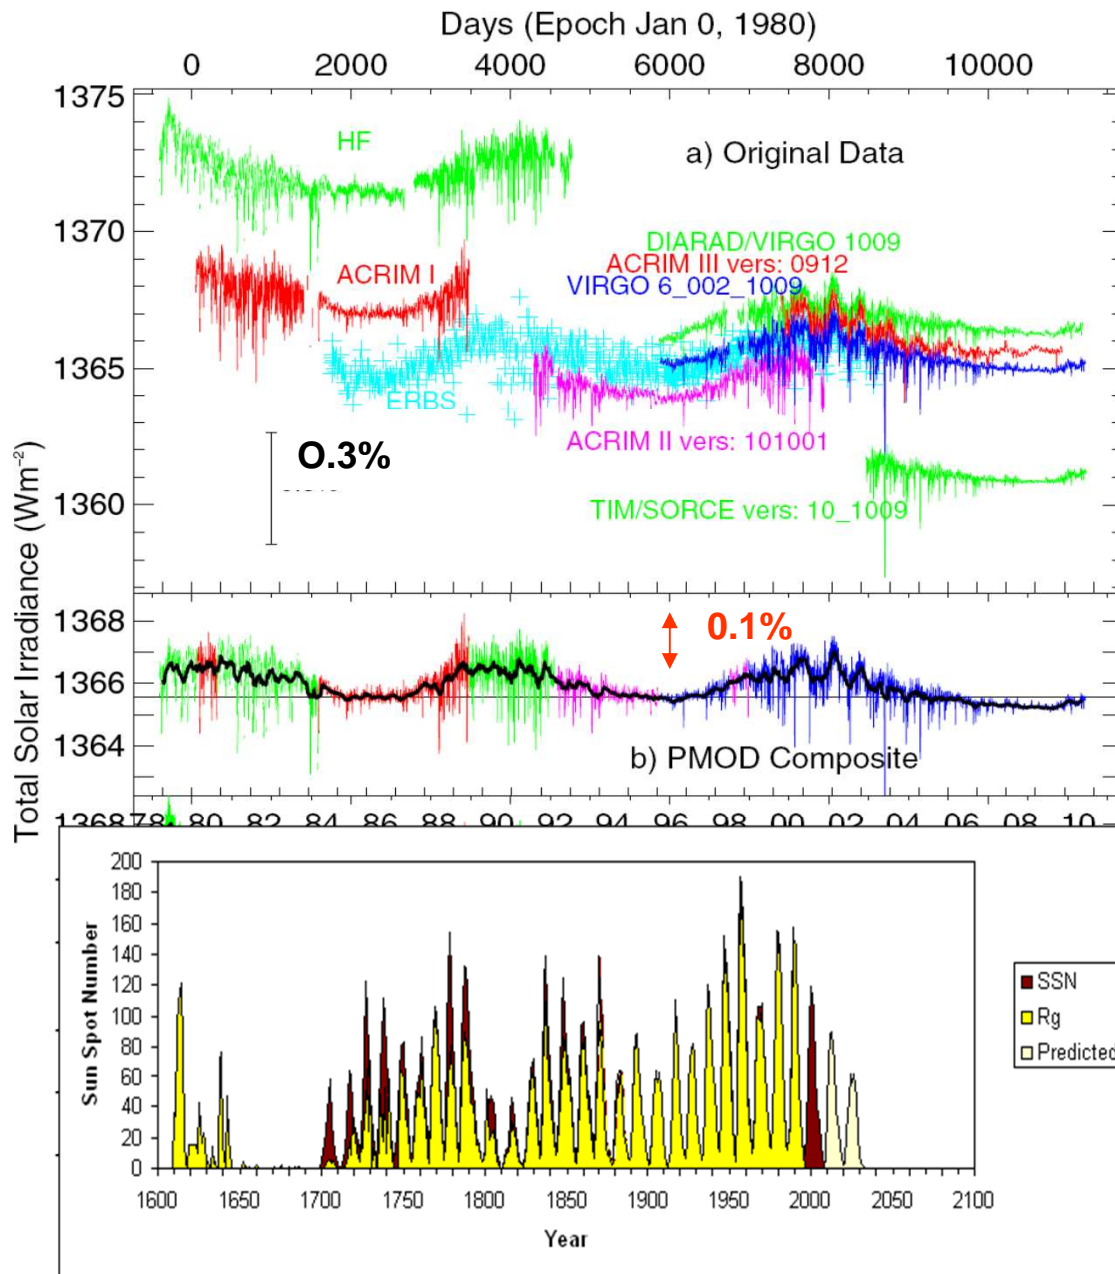 Days (Epoch Jan 0, 1980)
0 2000 4000 6000 8000 10000
Total Solar Irradiance (Wm⁻²)
1375
1370
1365
1360
HF
a) Original Data
ACRIM I
DIARAD/VIRGO 1009
ACRIM III vers: 0912
VIRGO 6_002_1009
ERBS
ACRIM II vers: 101001
O.3%
TIM/SORCE vers: 10_1009
1368
1366
1364
0.1%
b) PMOD Composite
1368
78 80 82 84 86 88 90 92 94 96 98 00 02 04 06 08 10
Sun Spot Number
200
180
160
140
120
100
80
60
40
20
0
1600 1650 1700 1750 1800 1850 1900 1950 2000 2050 2100
Year
SSN
Rg
Predicted